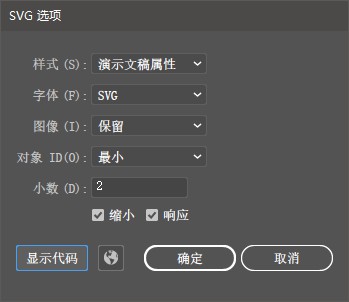 SVG 选项
样式 (S): 演示文稿属性
字体 (F): SVG
图像 (I): 保留
对象 ID(O): 最小
小数 (D): 2
缩小 响应
显示代码 确定 取消